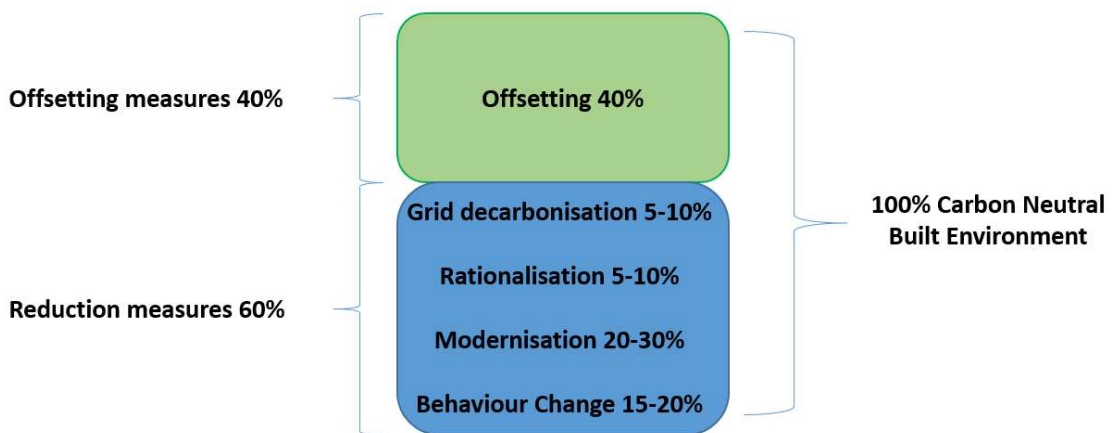 Offsetting measures 40%
Offsetting 40%
Grid decarbonisation 5-10%
Rationalisation 5-10%
Modernisation 20-30%
Behaviour Change 15-20%
Reduction measures 60%
100% Carbon Neutral
Built Environment